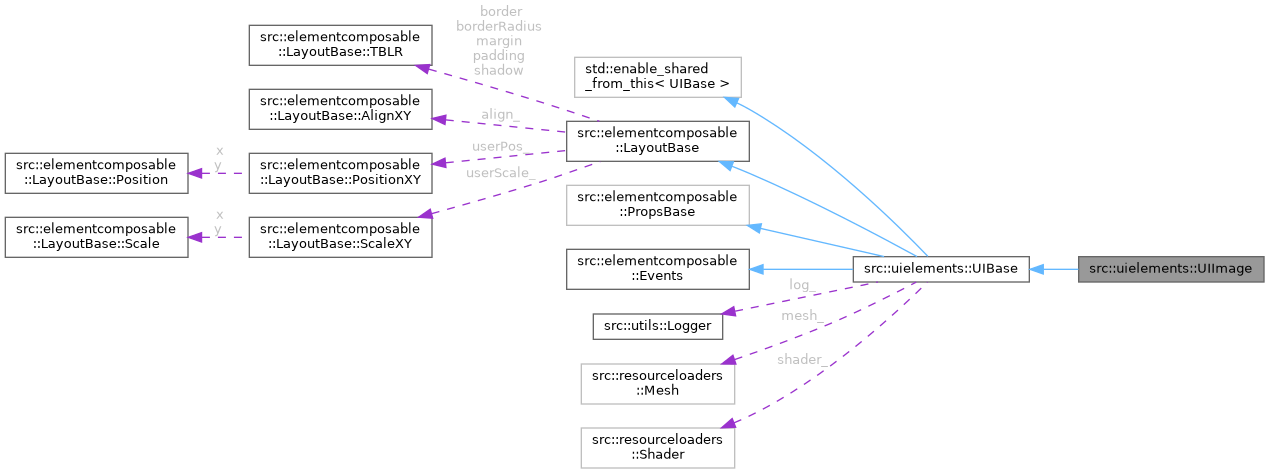 border
borderRadius
margin
padding
shadow
src::elementcomposable
::LayoutBase::TBLR
std::enable_shared
_from_this< UIBase >
src::elementcomposable
::LayoutBase::AlignXY
align_
src::elementcomposable
::LayoutBase
x
y
src::elementcomposable
::LayoutBase::Position
src::elementcomposable
::LayoutBase::PositionXY
userPos_
userScale_
src::elementcomposable
::PropsBase
x
y
src::elementcomposable
::LayoutBase::Scale
src::elementcomposable
::LayoutBase::ScaleXY
src::elementcomposable
::Events
src::uielements::UIBase
src::uielements::UIImage
log_
src::utils::Logger
mesh_
src::resourceloaders
::Mesh
shader_
src::resourceloaders
::Shader